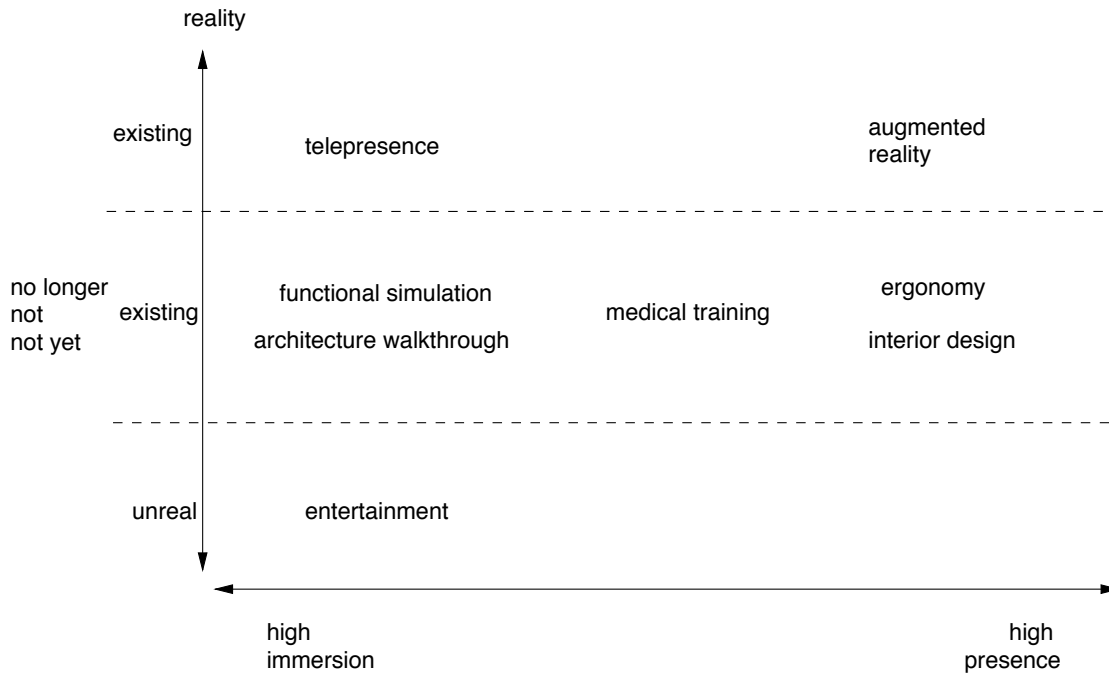 reality
existing
telepresence
augmented
reality
no longer
not
not yet
existing
functional simulation
architecture walkthrough
medical training
ergonomy
interior design
unreal
entertainment
high
immersion
high
presence